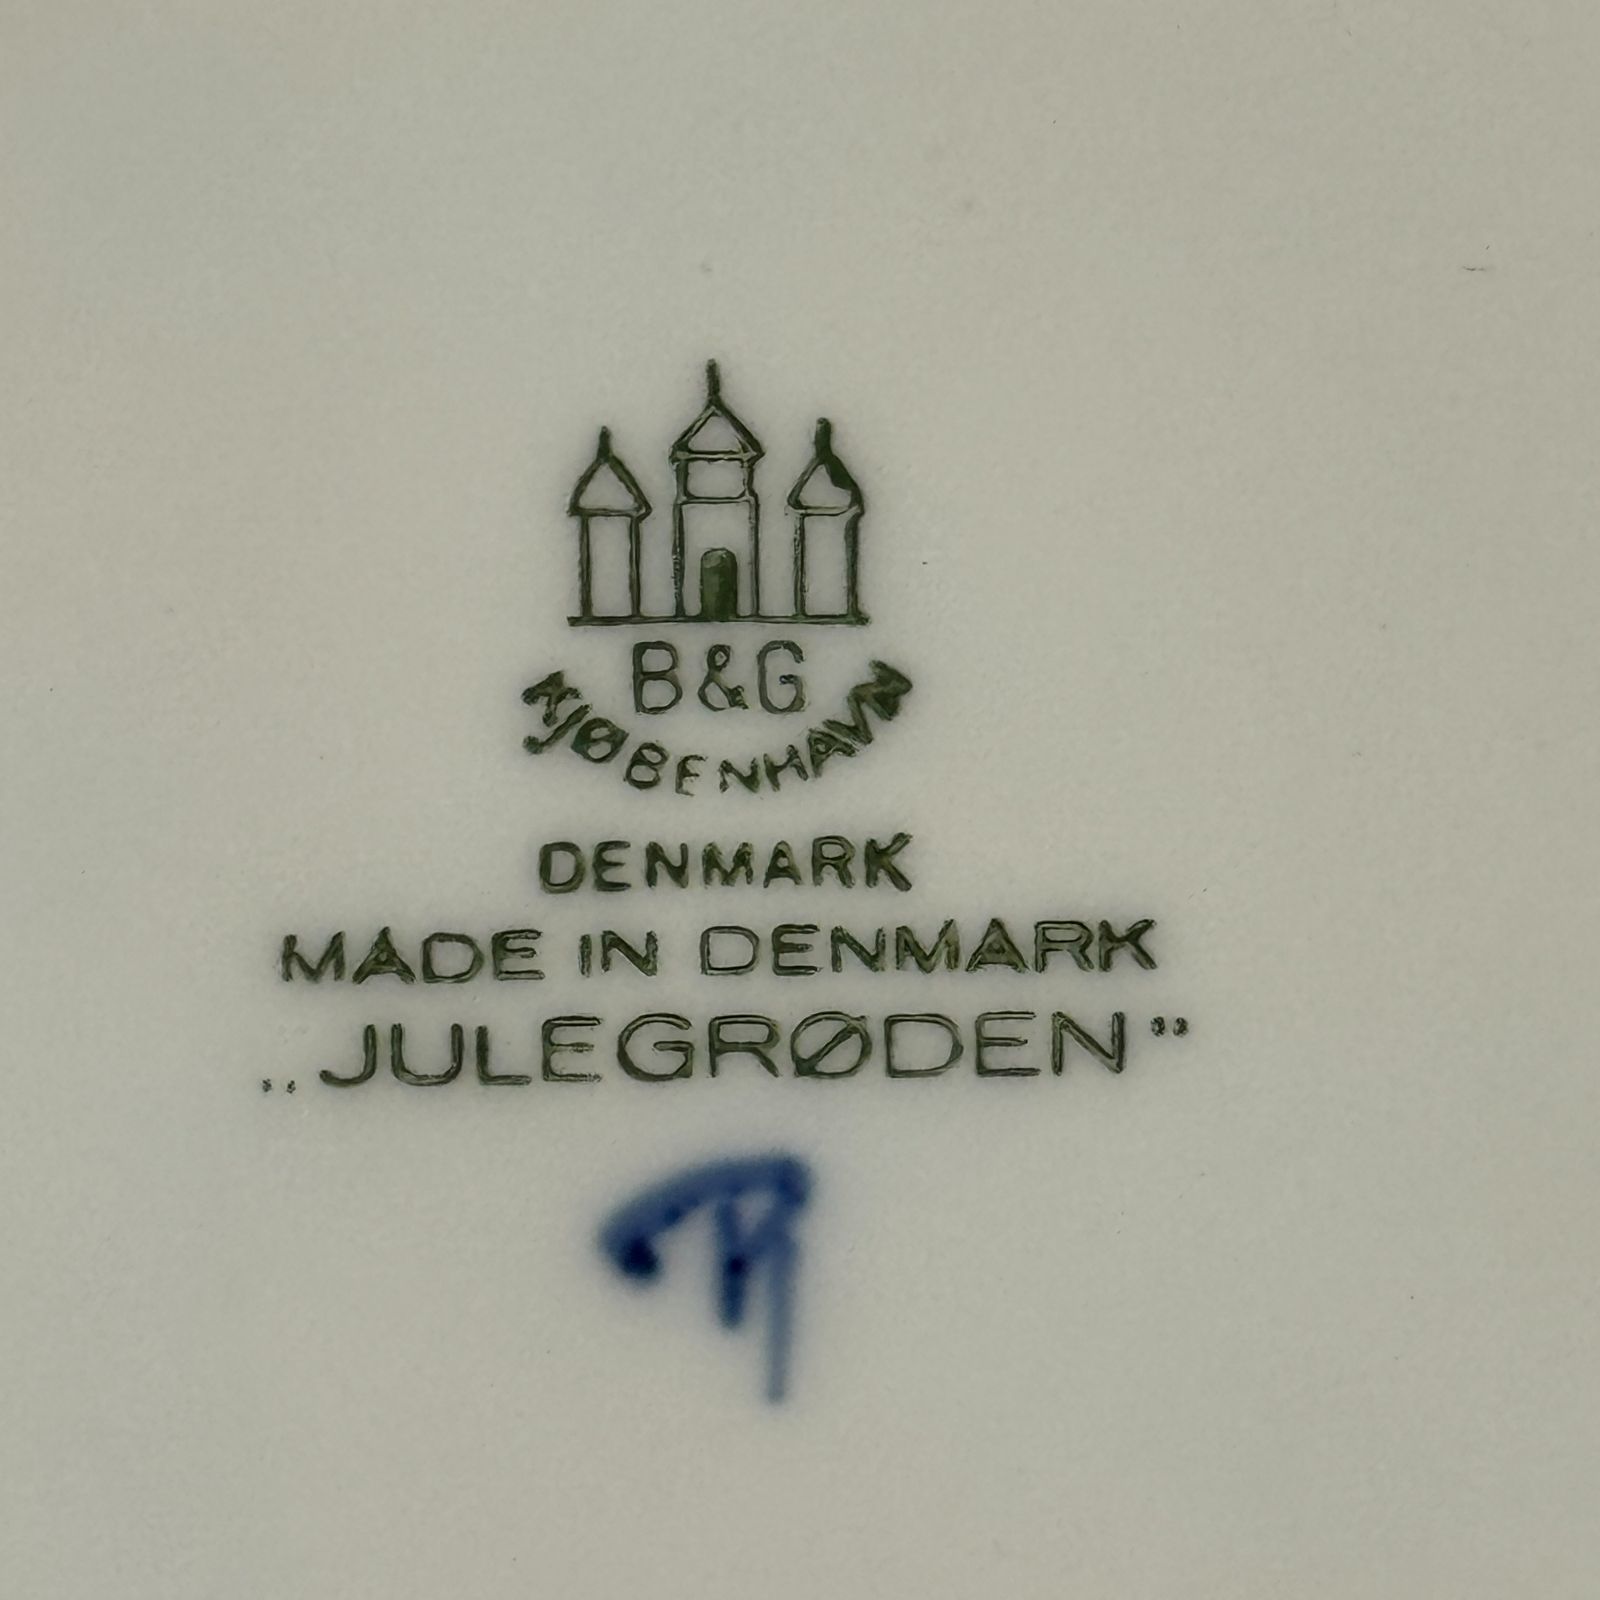 B&G
KJØBENHAVN
DENMARK
MADE IN DENMARK
„JULEGRØDEN”